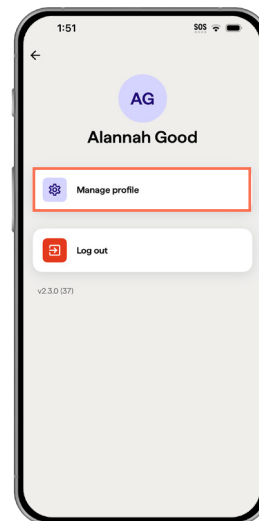 1:51
SOS
AG
Alannah Good
Manage profile
Log out
v2.3.0 (37)